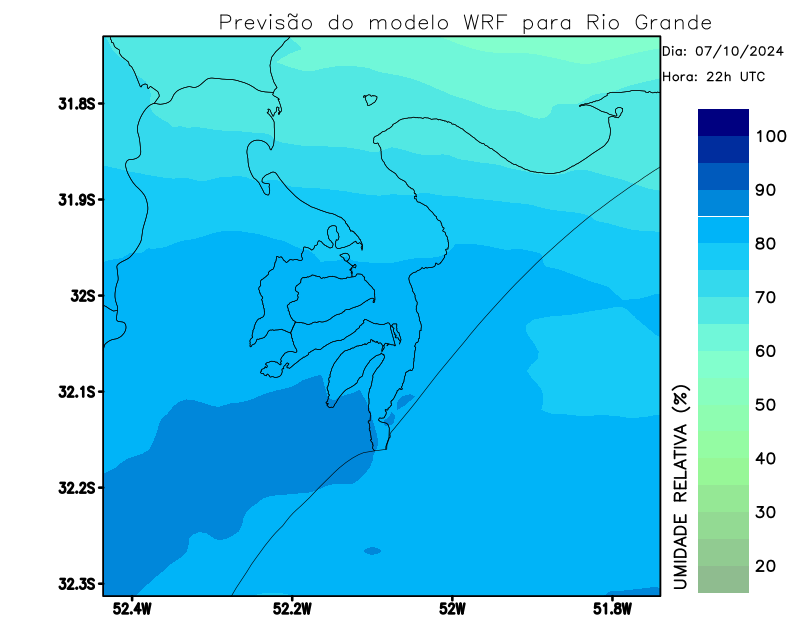 Previsão do modelo WRF para Rio Grande
Dia: 07/10/2024
Hora: 22h UTC
31.8S
31.9S
32S
32.1S
32.2S
32.3S
52.4W
52.2W
52W
51.8W
100
90
80
70
60
50
40
30
20
UMIDADE RELATIVA (%)